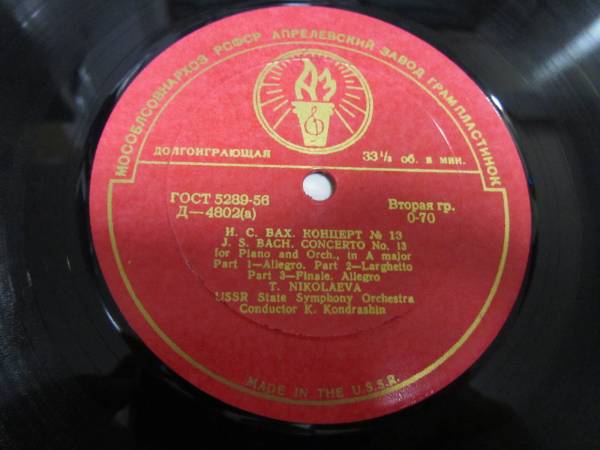 МОСОБЛСОВНАРХОЗ РСФСР АПРЕЛЕВСКИЙ ЗАВОД ГРАМПЛАСТИНОК
АЗ
ДОЛГОИГРАЮЩАЯ 33⅓ об. в мин.
ГОСТ 5289-56 Вторая гр.
Д—4802(а) 0-70
И. С. БАХ. КОНЦЕРТ № 13
J. S. BACH. CONCERTO No. 13
for Piano and Orch., in A major
Part 1—Allegro. Part 2—Larghetto
Part 3—Finale. Allegro
T. NIKOLAEVA
USSR State Symphony Orchestra
Conductor K. Kondrashin
MADE IN THE U.S.S.R.